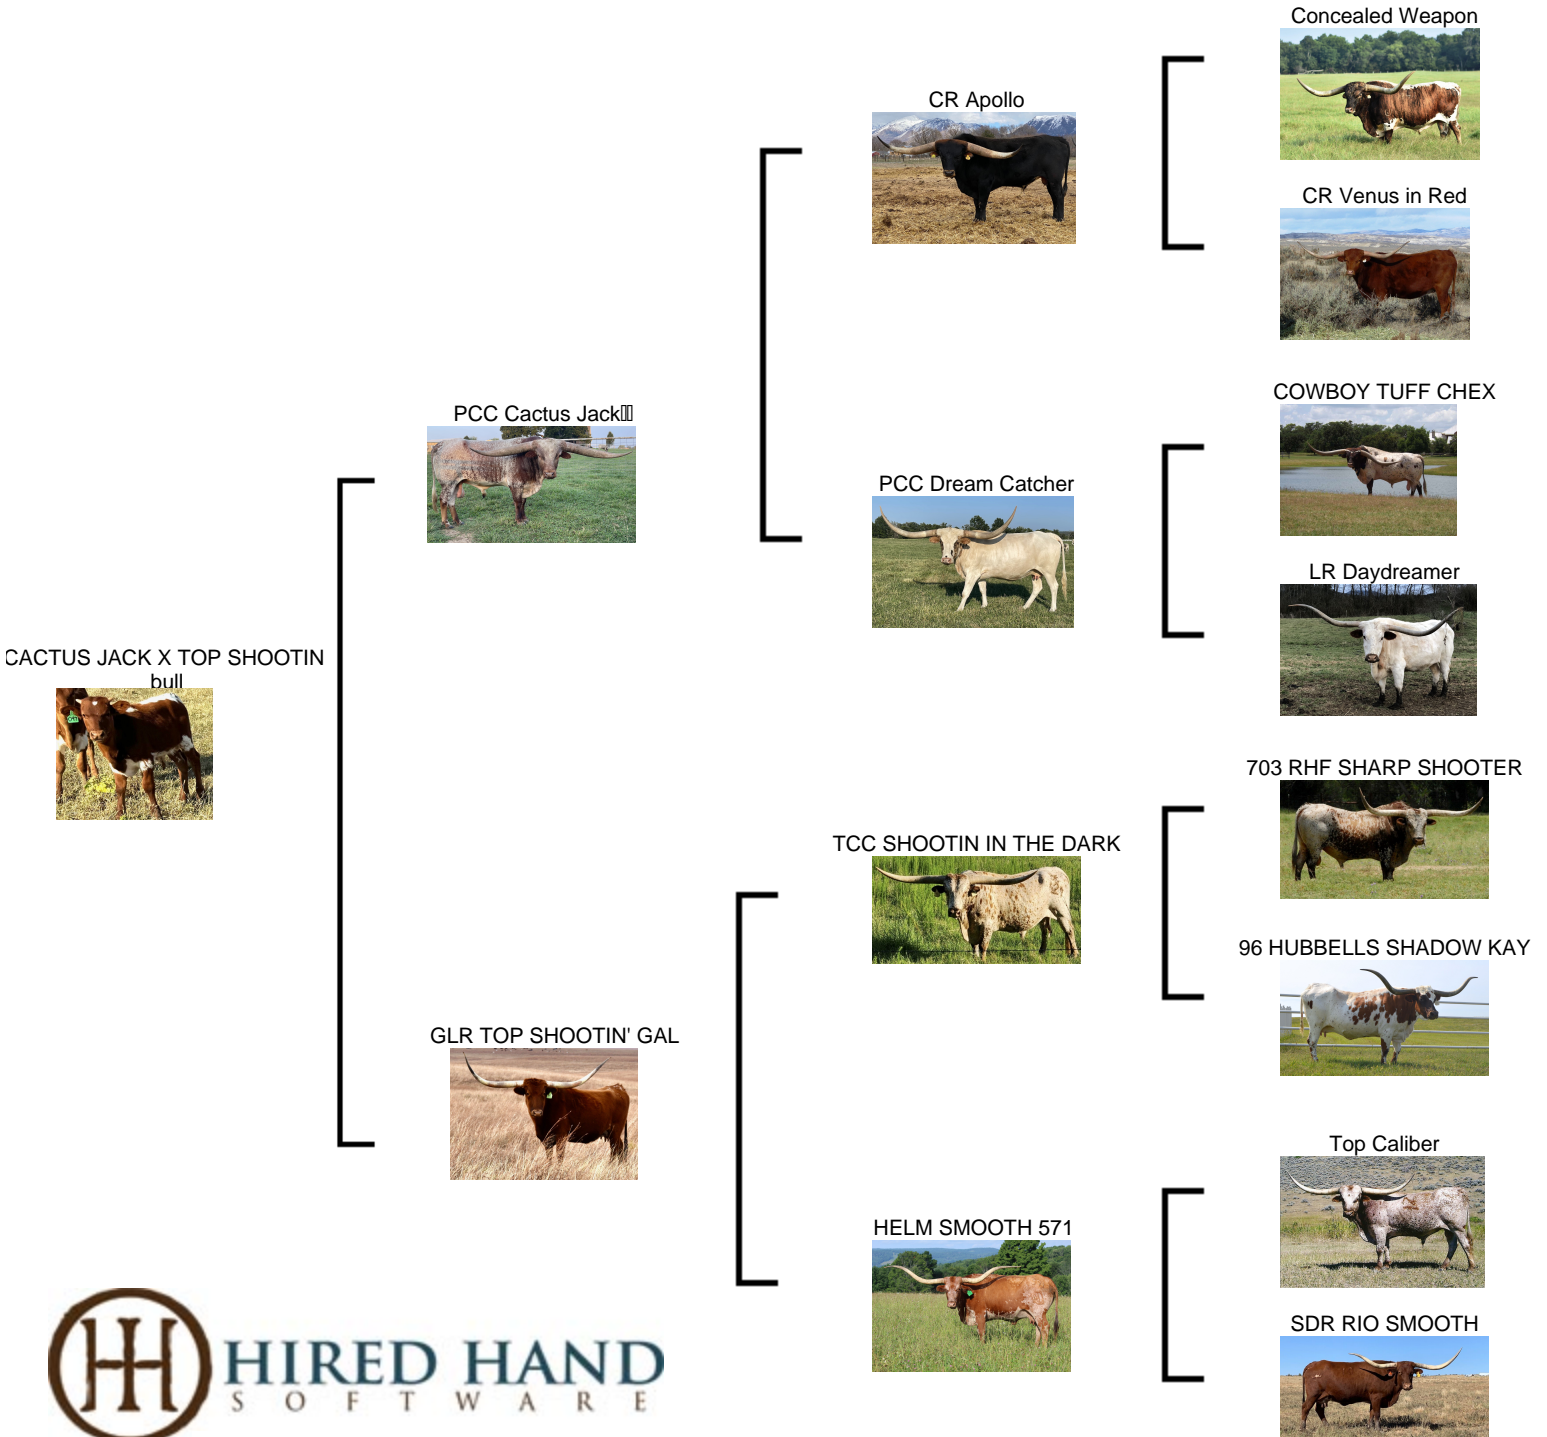 Concealed Weapon
CR Apollo
CR Venus in Red
COWBOY TUFF CHEX
PCC Cactus Jack
PCC Dream Catcher
LR Daydreamer
CACTUS JACK X TOP SHOOTIN
bull
703 RHF SHARP SHOOTER
TCC SHOOTIN IN THE DARK
96 HUBBELLS SHADOW KAY
GLR TOP SHOOTIN' GAL
Top Caliber
HELM SMOOTH 571
SDR RIO SMOOTH
HIRED HAND
SOFTWARE